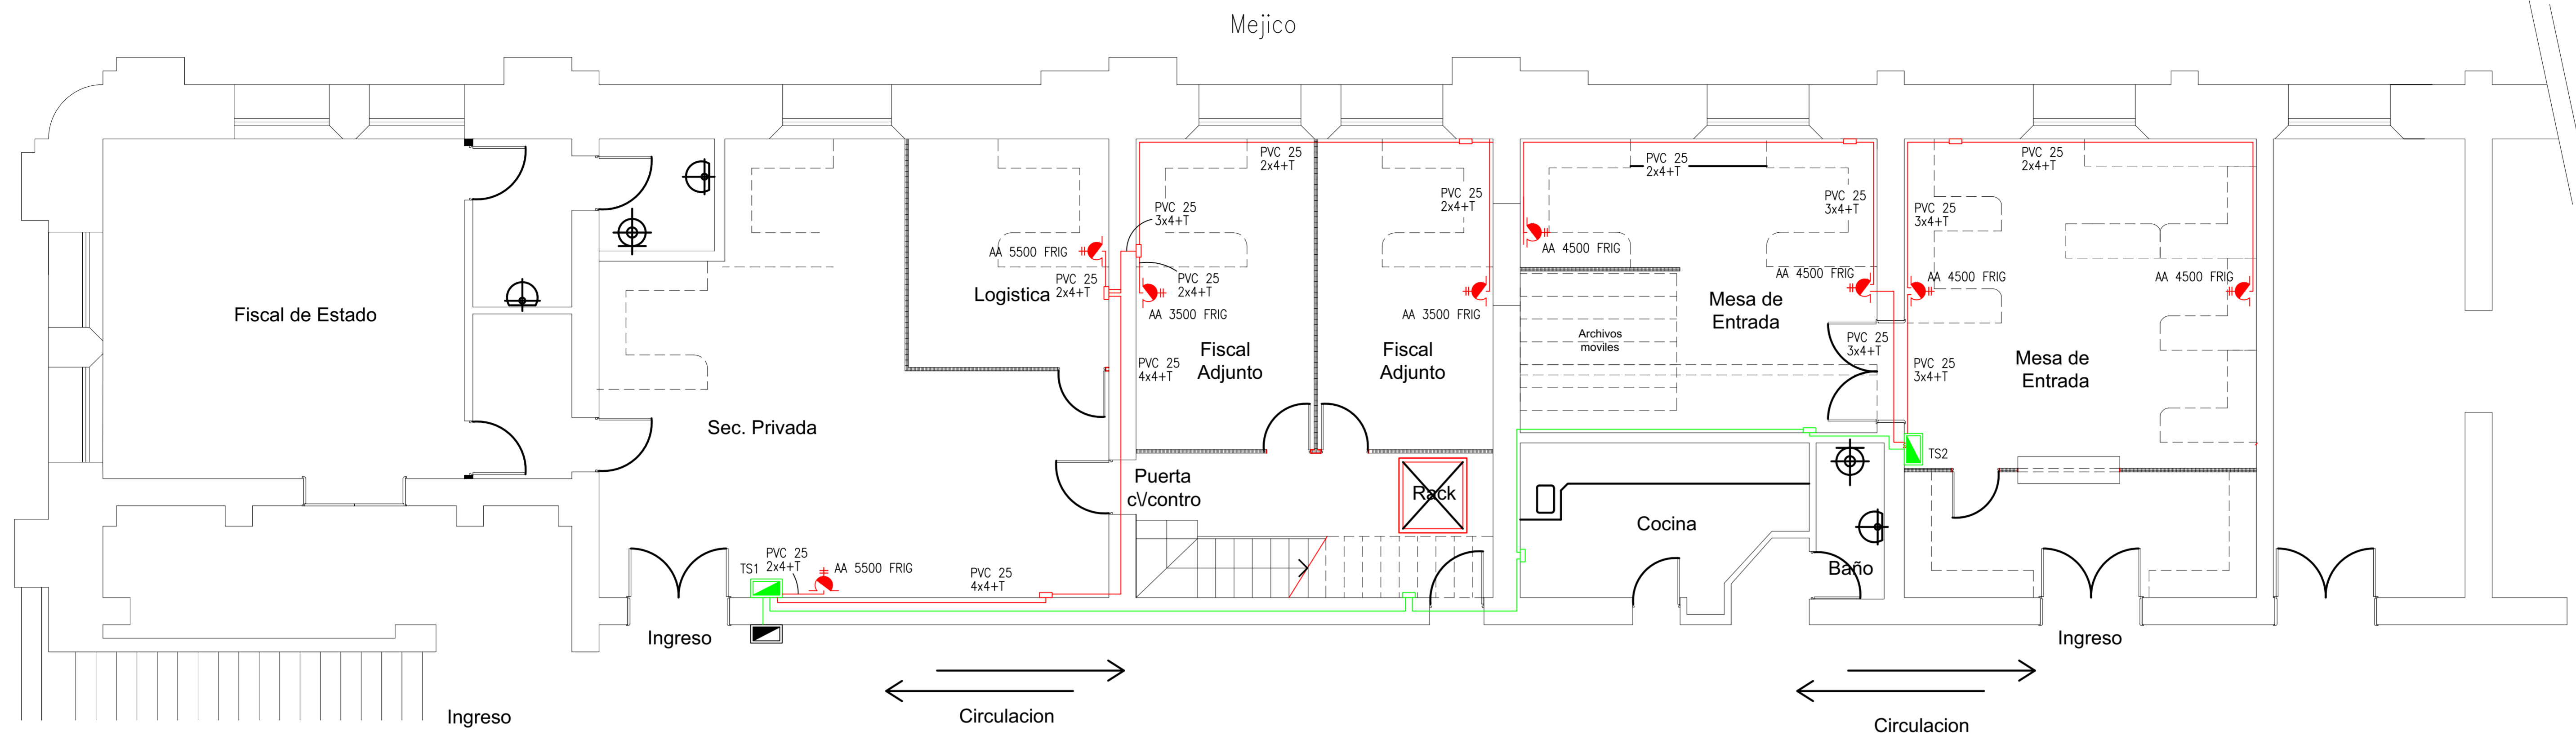 Mejico
PVC 25
2x4+T
PVC 25
2x4+T
PVC 25
3x4+T
AA 5500 FRIG
PVC 25
2x4+T
PVC 25
2x4+T
Logistica
AA 3500 FRIG
AA 3500 FRIG
Fiscal de Estado
Fiscal
Adjunto
Fiscal
Adjunto
PVC 25
4x4+T
Sec. Privada
Puerta
c\/contro
Rack
PVC 25
2x4+T
TS1
AA 5500 FRIG
PVC 25
4x4+T
PVC 25
2x4+T
PVC 25
3x4+T
AA 4500 FRIG
AA 4500 FRIG
Mesa de
Entrada
Archivos
moviles
PVC 25
3x4+T
PVC 25
2x4+T
PVC 25
3x4+T
AA 4500 FRIG
AA 4500 FRIG
PVC 25
3x4+T
Mesa de
Entrada
TS2
Cocina
Baño
Ingreso
Ingreso
Ingreso
Circulacion
Circulacion